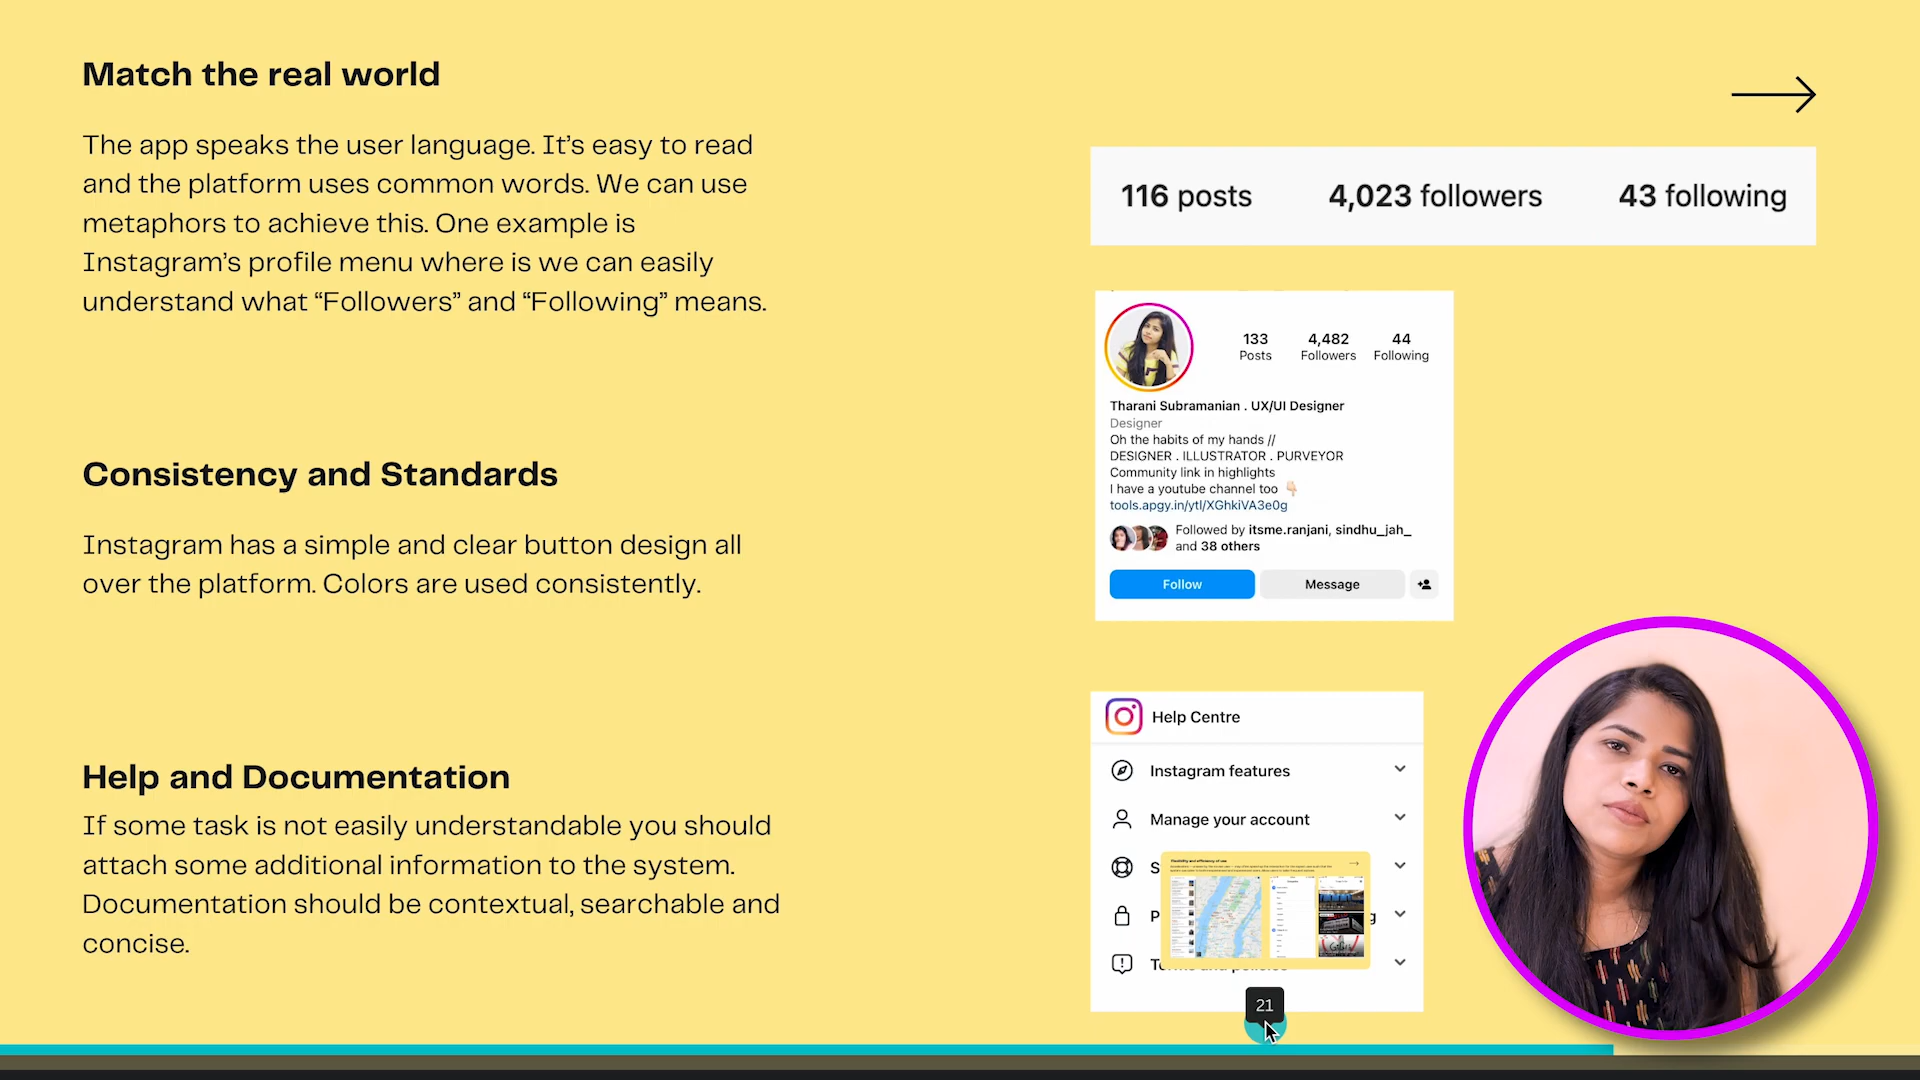 Match the real world
The app speaks the user language. It’s easy to read
and the platform uses common words. We can use
metaphors to achieve this. One example is
Instagram’s profile menu where is we can easily
understand what “Followers” and “Following” means.
116 posts 4,023 followers 43 following
133 4,482 44
Posts Followers Following
Tharani Subramanian . UX/UI Designer
Designer
Oh the habits of my hands //
DESIGNER . ILLUSTRATOR . PURVEYOR
Community link in highlights
I have a youtube channel too 👇🏻
tools.apgy.in/ytl/XGhkiVA3e0g
Followed by itsme.ranjani, sindhu_jah_
and 38 others
Follow Message
Consistency and Standards
Instagram has a simple and clear button design all
over the platform. Colors are used consistently.
Help and Documentation
If some task is not easily understandable you should
attach some additional information to the system.
Documentation should be contextual, searchable and
concise.
Help Centre
Instagram features
Manage your account
Flexibility and efficiency of use
21